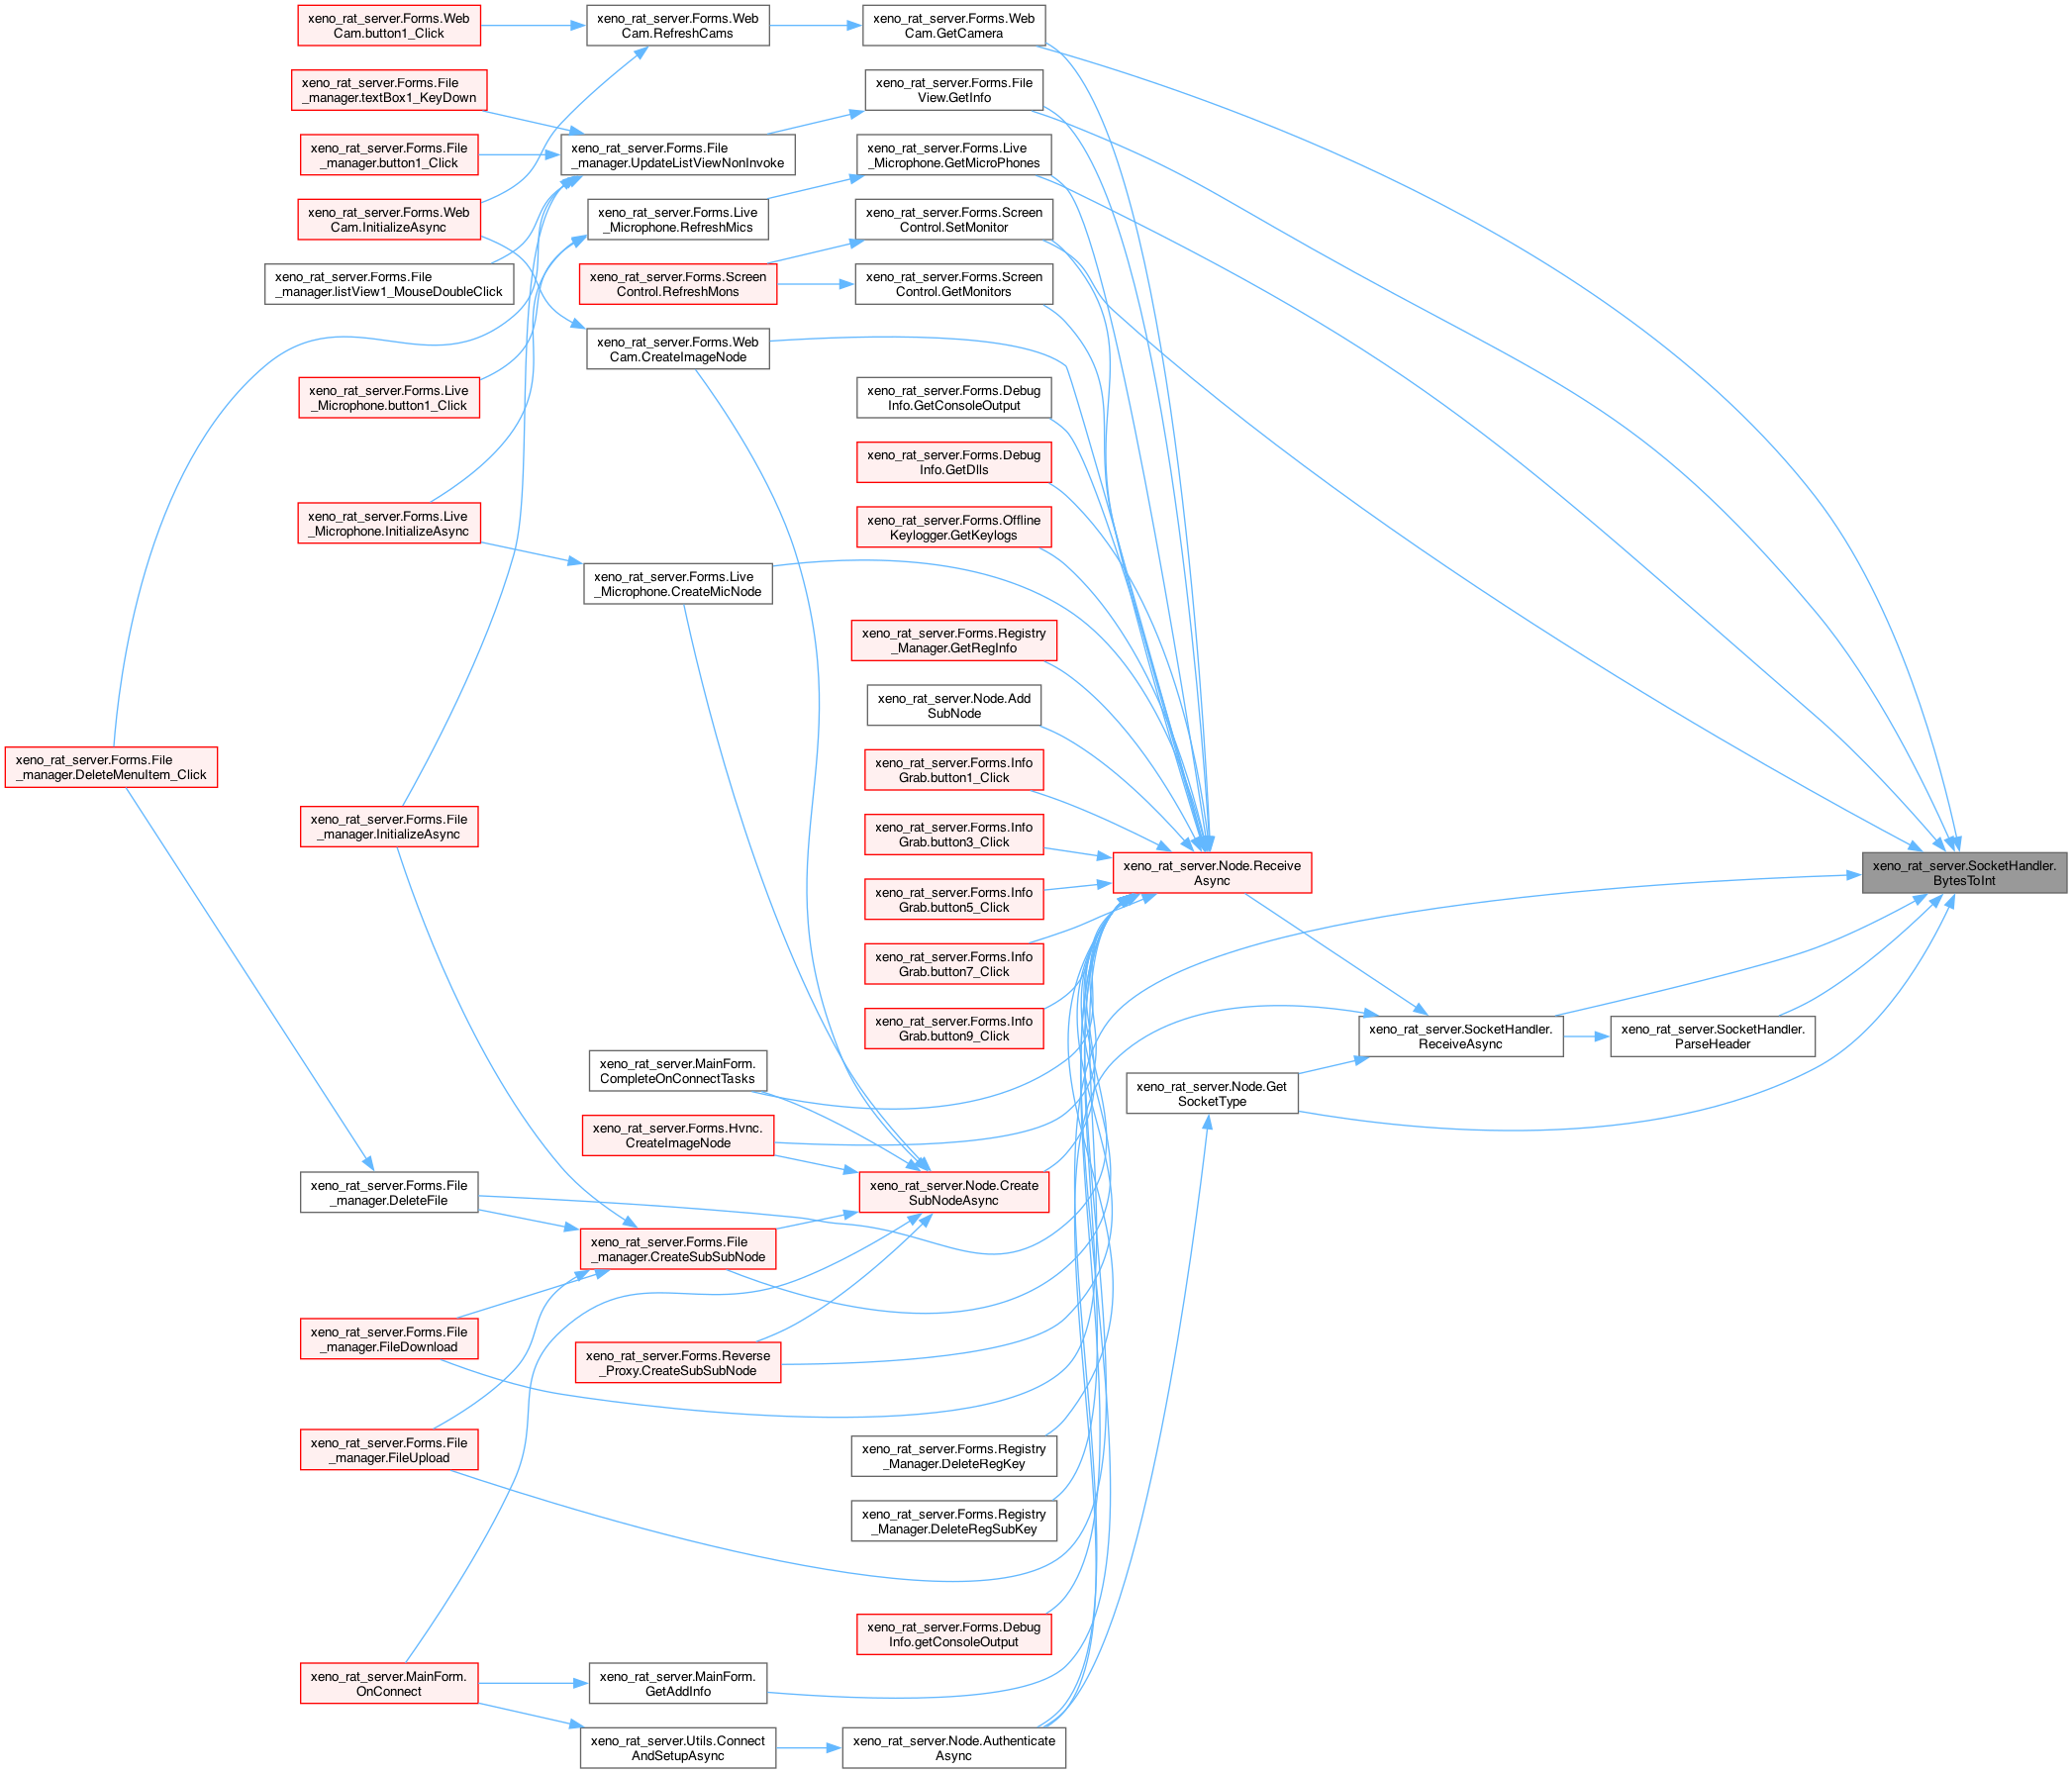 xeno_rat_server.Forms.Web
Cam.button1_Click
xeno_rat_server.Forms.Web
Cam.RefreshCams
xeno_rat_server.Forms.Web
Cam.GetCamera
xeno_rat_server.Forms.File
_manager.textBox1_KeyDown
xeno_rat_server.Forms.File
View.GetInfo
xeno_rat_server.Forms.File
_manager.button1_Click
xeno_rat_server.Forms.File
_manager.UpdateListViewNonInvoke
xeno_rat_server.Forms.Live
_Microphone.GetMicroPhones
xeno_rat_server.Forms.Web
Cam.InitializeAsync
xeno_rat_server.Forms.Live
_Microphone.RefreshMics
xeno_rat_server.Forms.Screen
Control.SetMonitor
xeno_rat_server.Forms.File
_manager.listView1_MouseDoubleClick
xeno_rat_server.Forms.Screen
Control.RefreshMons
xeno_rat_server.Forms.Screen
Control.GetMonitors
xeno_rat_server.Forms.Web
Cam.CreateImageNode
xeno_rat_server.Forms.Live
_Microphone.button1_Click
xeno_rat_server.Forms.Debug
Info.GetConsoleOutput
xeno_rat_server.Forms.Debug
Info.GetDlls
xeno_rat_server.Forms.Live
_Microphone.InitializeAsync
xeno_rat_server.Forms.Offline
Keylogger.GetKeylogs
xeno_rat_server.Forms.Live
_Microphone.CreateMicNode
xeno_rat_server.Forms.Registry
_Manager.GetRegInfo
xeno_rat_server.Node.Add
SubNode
xeno_rat_server.Forms.File
_manager.DeleteMenuItem_Click
xeno_rat_server.Forms.Info
Grab.button1_Click
xeno_rat_server.Forms.File
_manager.InitializeAsync
xeno_rat_server.Forms.Info
Grab.button3_Click
xeno_rat_server.Node.Receive
Async
xeno_rat_server.SocketHandler.
BytesToInt
xeno_rat_server.Forms.Info
Grab.button5_Click
xeno_rat_server.Forms.Info
Grab.button7_Click
xeno_rat_server.Forms.Info
Grab.button9_Click
xeno_rat_server.SocketHandler.
ReceiveAsync
xeno_rat_server.SocketHandler.
ParseHeader
xeno_rat_server.MainForm.
CompleteOnConnectTasks
xeno_rat_server.Node.Get
SocketType
xeno_rat_server.Forms.Hvnc.
CreateImageNode
xeno_rat_server.Forms.File
_manager.DeleteFile
xeno_rat_server.Node.Create
SubNodeAsync
xeno_rat_server.Forms.File
_manager.CreateSubSubNode
xeno_rat_server.Forms.File
_manager.FileDownload
xeno_rat_server.Forms.Reverse
_Proxy.CreateSubSubNode
xeno_rat_server.Forms.File
_manager.FileUpload
xeno_rat_server.Forms.Registry
_Manager.DeleteRegKey
xeno_rat_server.Forms.Registry
_Manager.DeleteRegSubKey
xeno_rat_server.Forms.Debug
Info.getConsoleOutput
xeno_rat_server.MainForm.
OnConnect
xeno_rat_server.MainForm.
GetAddInfo
xeno_rat_server.Utils.Connect
AndSetupAsync
xeno_rat_server.Node.Authenticate
Async